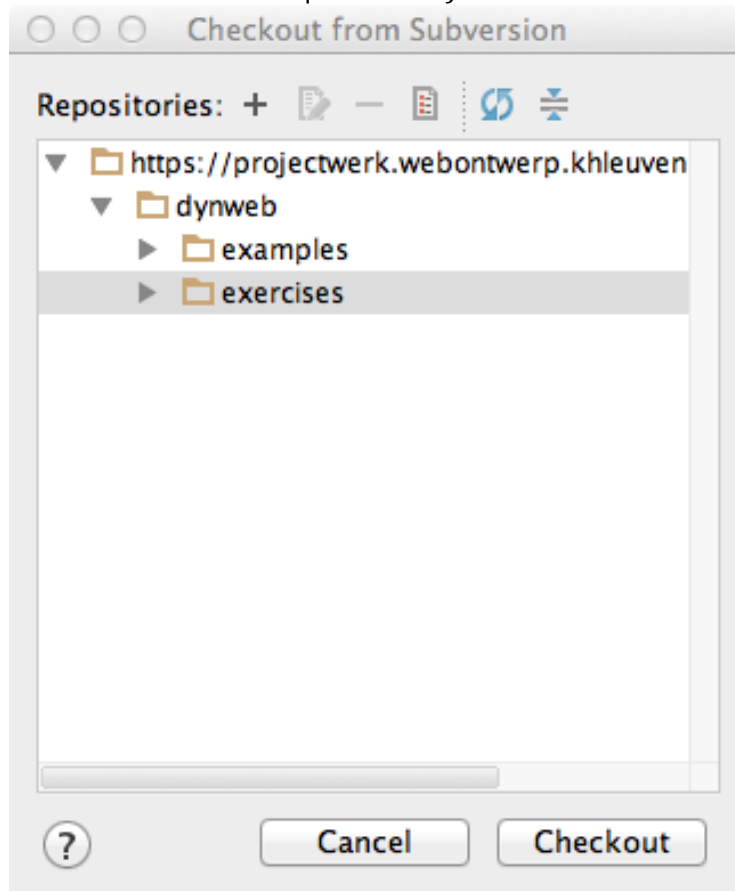 Checkout from Subversion
Repositories:
https://projectwerk.webontwerp.khleuven
dynweb
examples
exercises
?
Cancel
Checkout